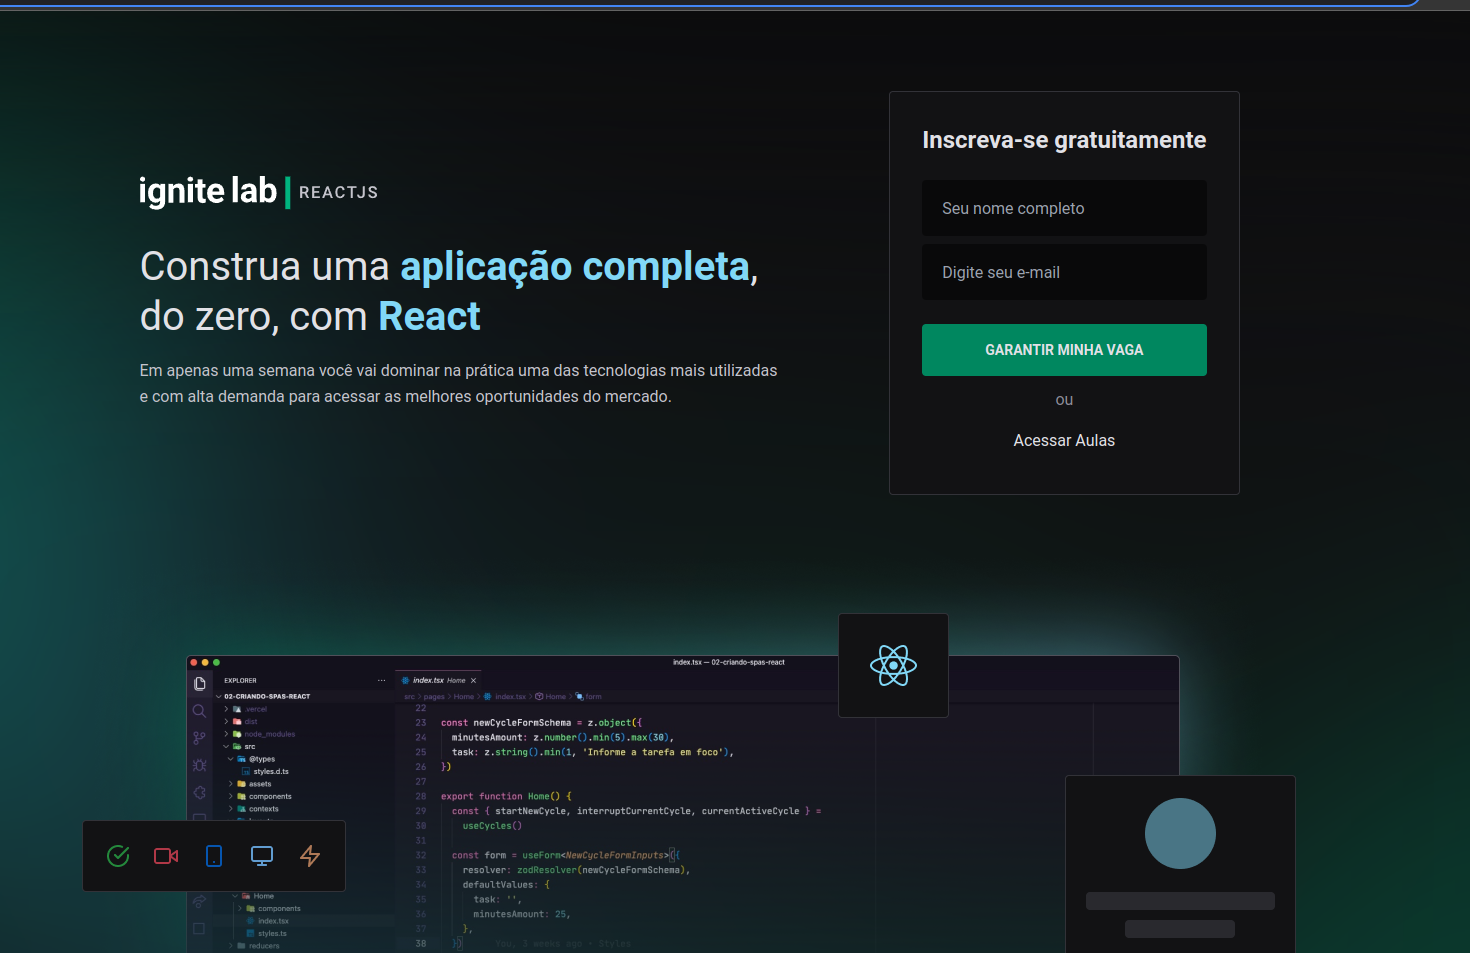 ignite lab | REACTJS
Construa uma aplicação completa,
do zero, com React
Em apenas uma semana você vai dominar na prática uma das tecnologias mais utilizadas
e com alta demanda para acessar as melhores oportunidades do mercado.
Inscreva-se gratuitamente
Seu nome completo
Digite seu e-mail
GARANTIR MINHA VAGA
ou
Acessar Aulas
index.tsx — 02-criando-spas-react
EXPLORER ...
02-CRIANDO-SPAS-REACT
.vercel
dist
node_modules
src
@types
styles.d.ts
assets
components
contexts
Home
components
index.tsx
styles.ts
reducers
index.tsx Home ×
src > pages > Home > index.tsx > Home > form
22
23 const newCycleFormSchema = z.object({
24 minutesAmount: z.number().min(5).max(30),
25 task: z.string().min(1, 'Informe a tarefa em foco'),
26 })
27
28 export function Home() {
29 const { startNewCycle, interruptCurrentCycle, currentActiveCycle } =
30 useCycles()
31
32 const form = useForm<NewCycleFormInputs>({
33 resolver: zodResolver(newCycleFormSchema),
34 defaultValues: {
35 task: '',
36 minutesAmount: 25,
37 },
38 }) You, 3 weeks ago • Styles